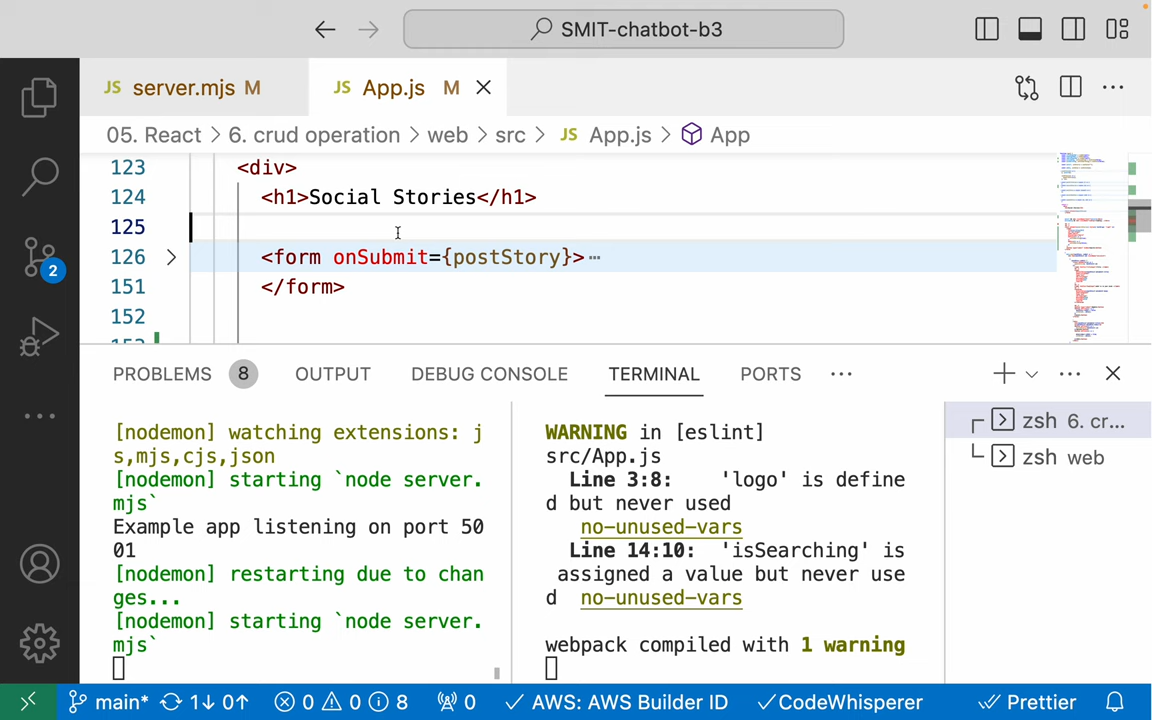 SMIT-chatbot-b3
JS server.mjs M
JS App.js M
05. React > 6. crud operation > web > src > JS App.js > App
123 <div>
124 <h1>Social Stories</h1>
125
126 <form onSubmit={postStory}>
151 </form>
152
2
PROBLEMS 8 OUTPUT DEBUG CONSOLE TERMINAL PORTS
[nodemon] watching extensions: j
s,mjs,cjs,json
[nodemon] starting `node server.
mjs`
Example app listening on port 50
01
[nodemon] restarting due to chan
ges...
[nodemon] starting `node server.
mjs`
WARNING in [eslint]
src/App.js
Line 3:8: 'logo' is define
d but never used
no-unused-vars
Line 14:10: 'isSearching' is
assigned a value but never use
d no-unused-vars
webpack compiled with 1 warning
zsh 6. cr...
zsh web
main* 1↓ 0↑ 0 0 8 0 AWS: AWS Builder ID CodeWhisperer Prettier